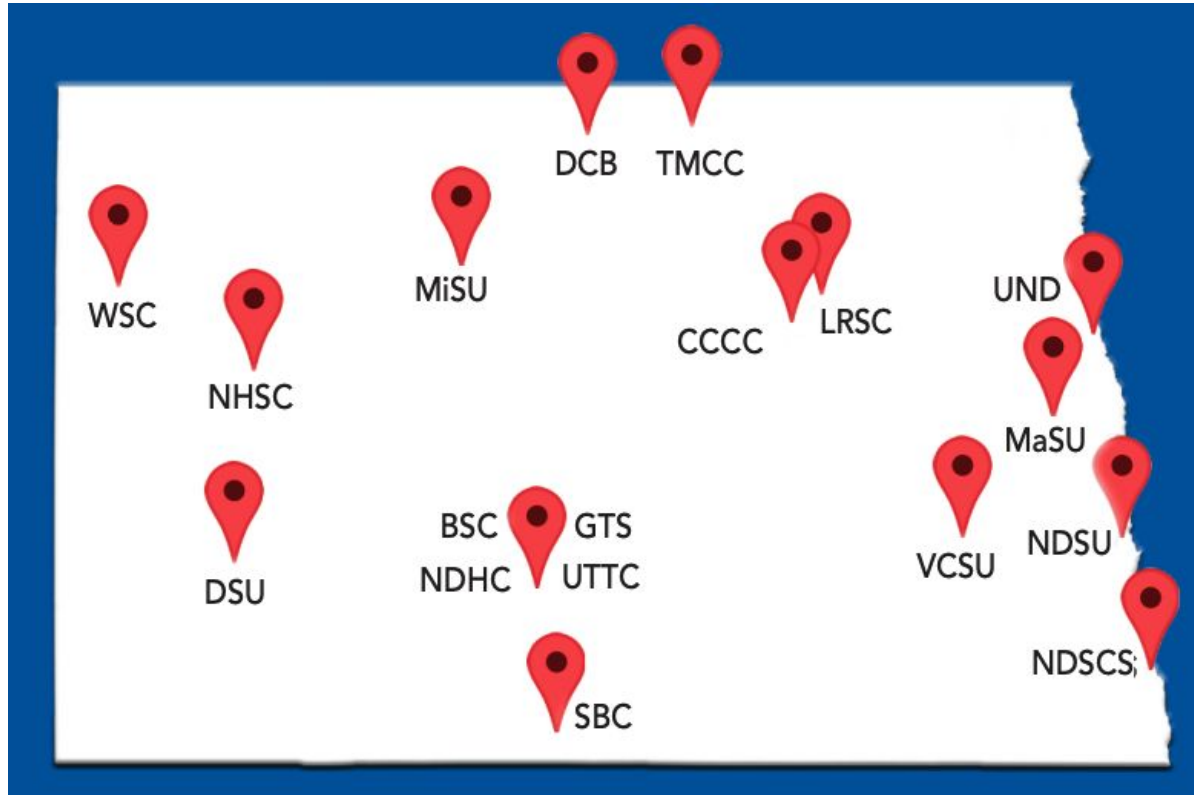 DCB TMCC
MiSU
UND
WSC
LRSC
CCCC
NHSC
MaSU
BSC GTS
NDSU
VCSU
NDHC UTTC
DSU
NDSCS;
SBC